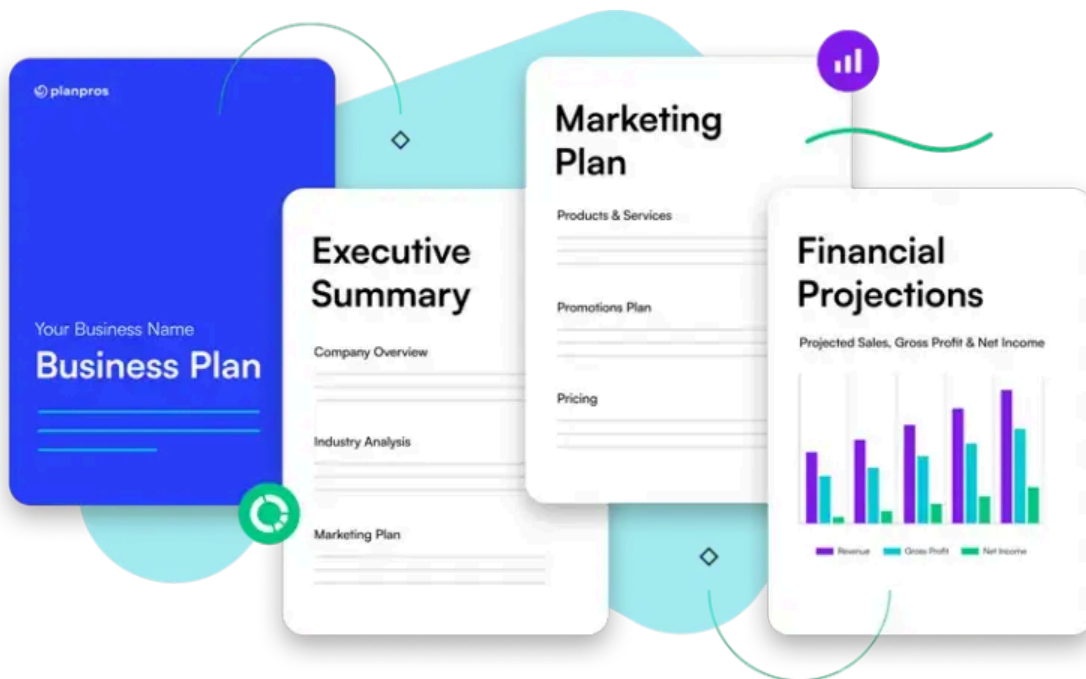 planpros
Your Business Name
Business Plan
Executive
Summary
Company Overview
Industry Analysis
Marketing Plan
Marketing
Plan
Products & Services
Promotions Plan
Pricing
Financial
Projections
Projected Sales, Gross Profit & Net Income
Revenue Gross Profit Net Income